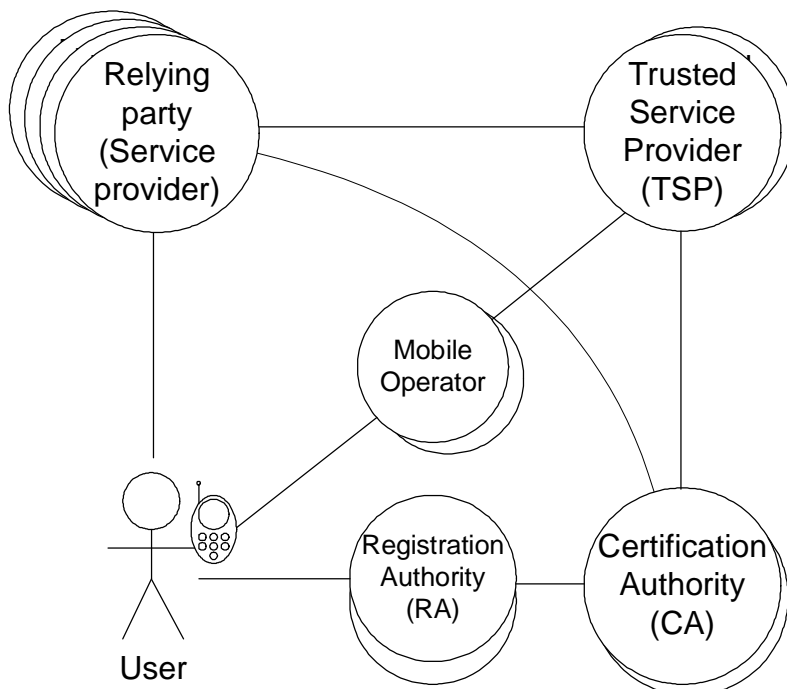 Relying
party
(Service
provider)
Trusted
Service
Provider
(TSP)
Mobile
Operator
Registration
Authority
(RA)
Certification
Authority
(CA)
User